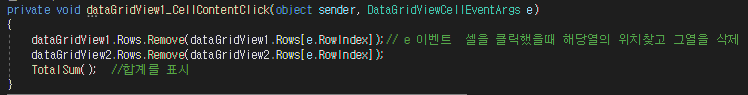 private void dataGridView1_CellContentClick(object sender, DataGridViewCellEventArgs e)
{
dataGridView1.Rows.Remove(dataGridView1.Rows[e.RowIndex]);// e 이벤트 셀을 클릭했을때 해당열의 위치찾고 그열을 삭제
dataGridView2.Rows.Remove(dataGridView2.Rows[e.RowIndex]);
TotalSum(); //합계를 표시
}